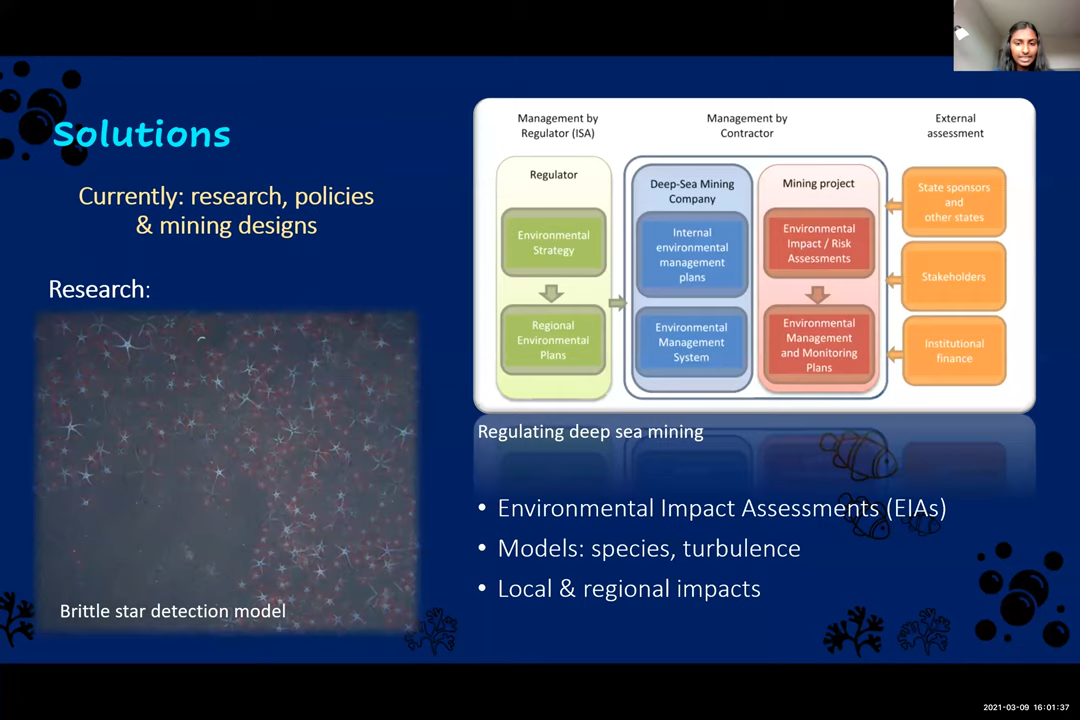 Solutions
Currently: research, policies
& mining designs
Research:
Brittle star detection model
Management by
Regulator (ISA)
Management by
Contractor
External
assessment
Regulator
Environmental
Strategy
Regional
Environmental
Plans
Deep-Sea Mining
Company
Internal
environmental
management
plans
Environmental
Management
System
Mining project
Environmental
Impact / Risk
Assessments
Environmental
Management
and Monitoring
Plans
State sponsors
and
other states
Stakeholders
Institutional
finance
Regulating deep sea mining
• Environmental Impact Assessments (EIAs)
• Models: species, turbulence
• Local & regional impacts
2021-03-09 16:01:37